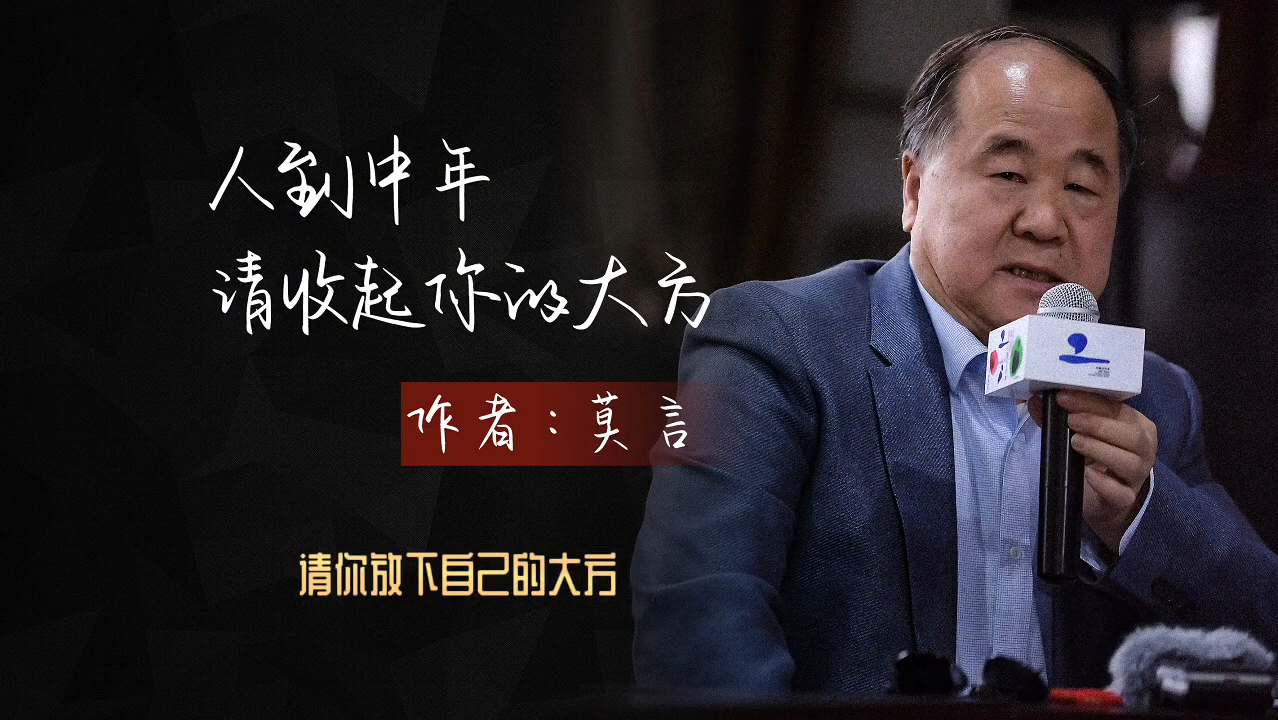 人到中年
请收起你的大方
作者：莫言
请你放下自己的大方